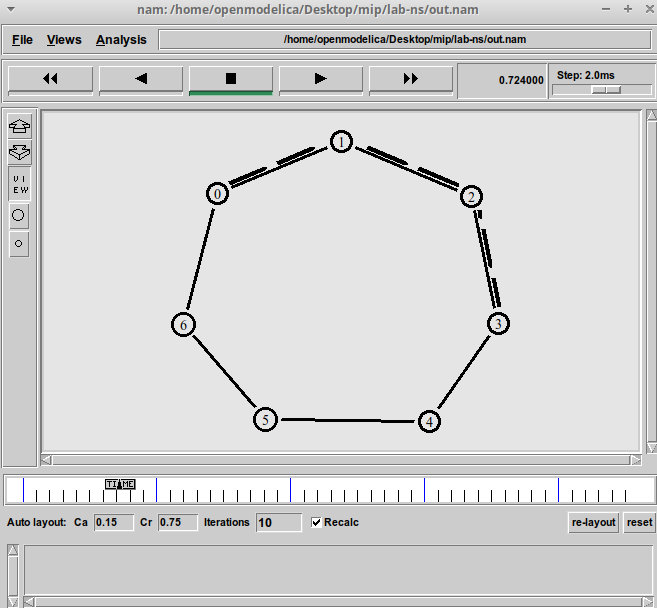 nam: /home/openmodelica/Desktop/mip/lab-ns/out.nam
File Views Analysis /home/openmodelica/Desktop/mip/lab-ns/out.nam
0.724000 Step: 2.0ms
VI
EW
1
0
2
6
3
5
4
TIME
Auto layout: Ca 0.15 Cr 0.75 Iterations 10 Recalc re-layout reset